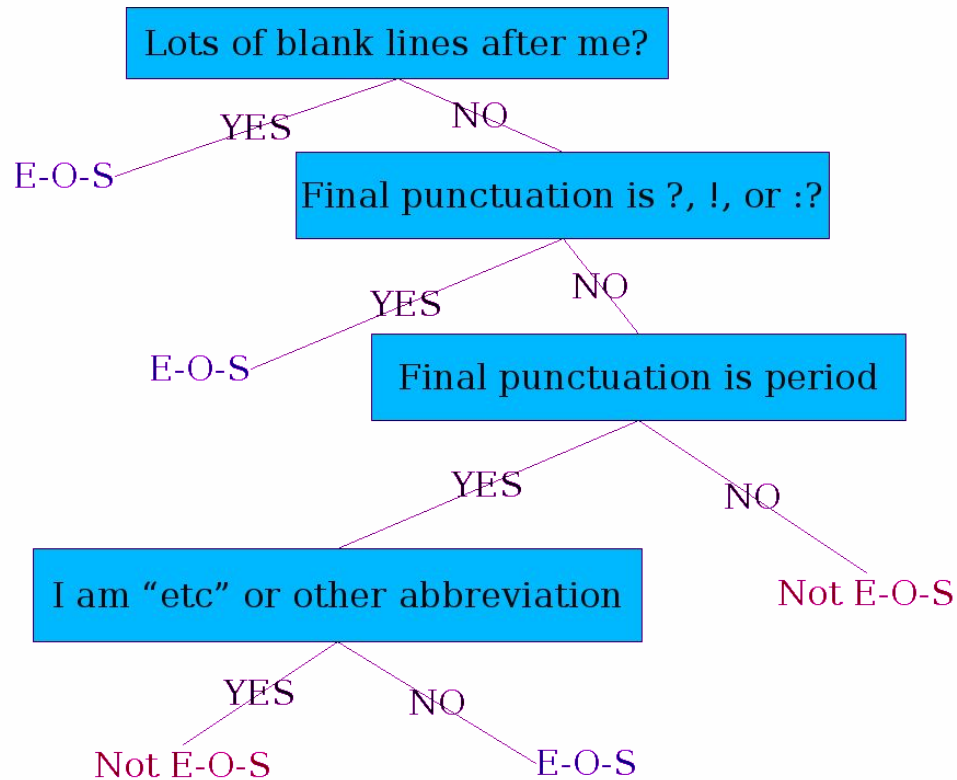 Lots of blank lines after me?
YES
NO
E-O-S
Final punctuation is ?, !, or :?
YES
NO
E-O-S
Final punctuation is period
YES
NO
I am “etc” or other abbreviation
Not E-O-S
YES
NO
Not E-O-S
E-O-S